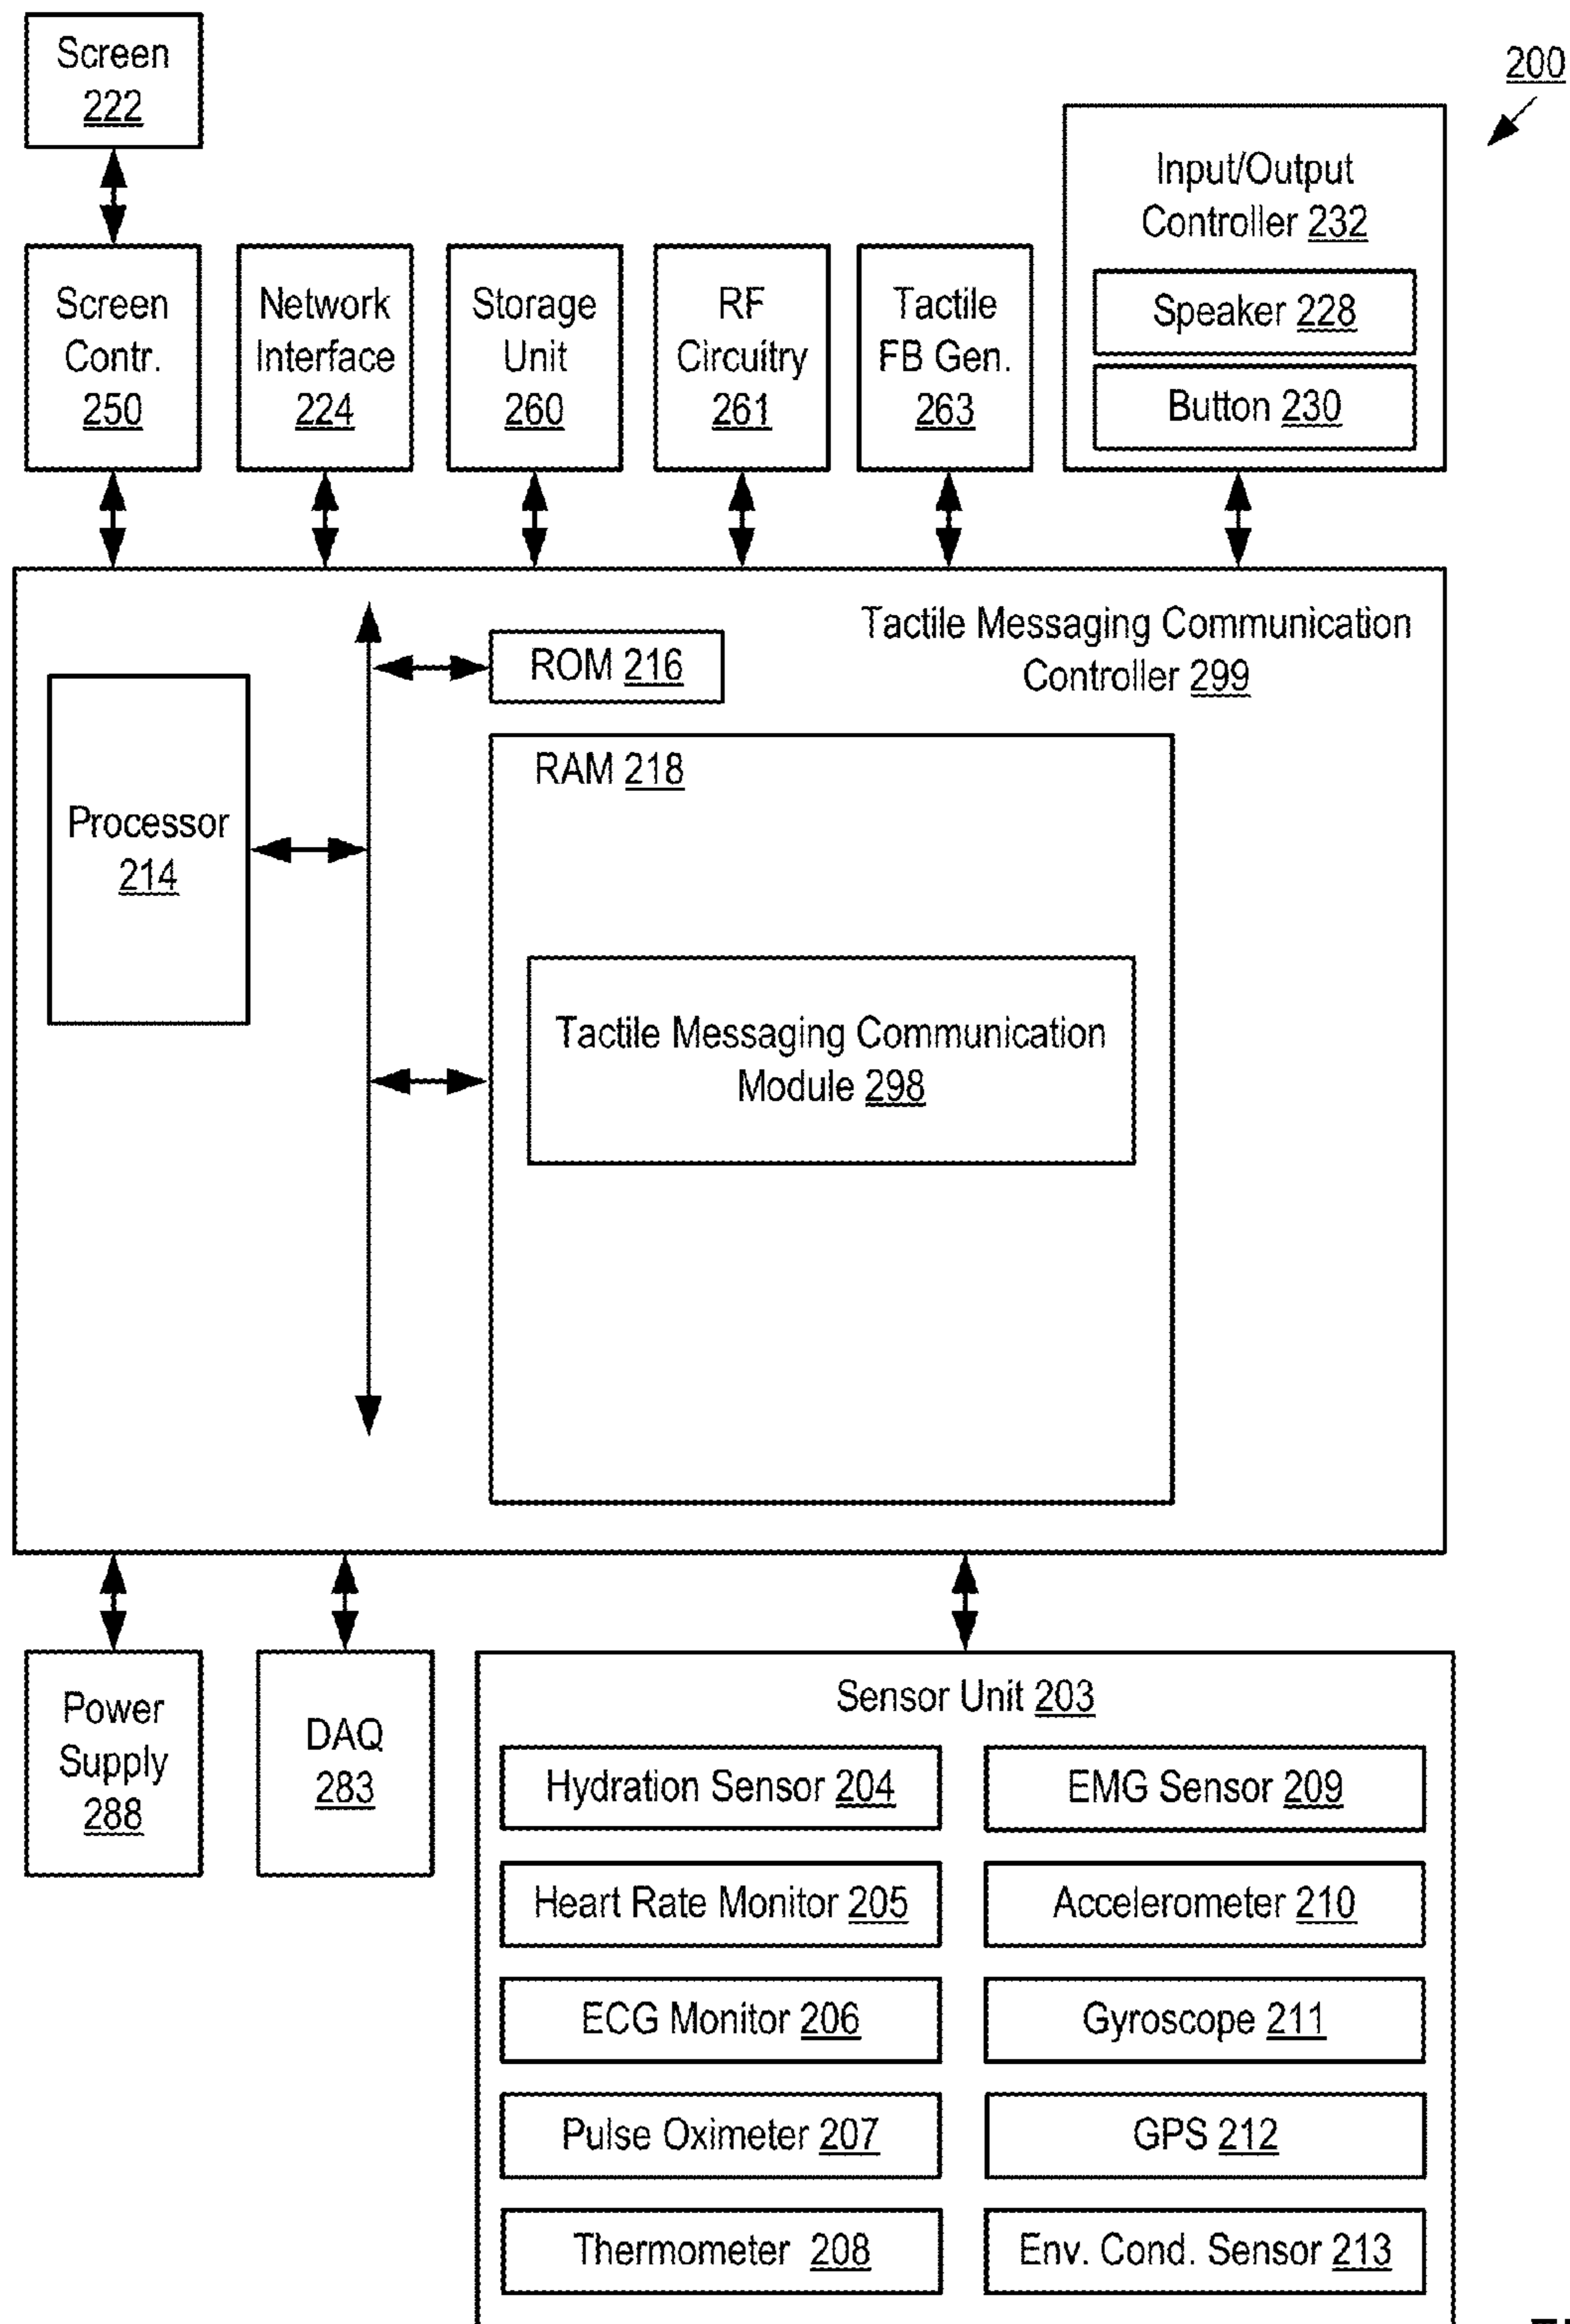 Screen
222
200
Input/Output
Controller 232
Speaker 228
Button 230
Screen
Contr.
250
Network
Interface
224
Storage
Unit
260
RF
Circuitry
261
Tactile
FB Gen.
263
Tactile Messaging Communication
Controller 299
ROM 216
RAM 218
Processor
214
Tactile Messaging Communication
Module 298
Power
Supply
288
DAQ
283
Sensor Unit 203
Hydration Sensor 204
EMG Sensor 209
Heart Rate Monitor 205
Accelerometer 210
ECG Monitor 206
Gyroscope 211
Pulse Oximeter 207
GPS 212
Thermometer 208
Env. Cond. Sensor 213